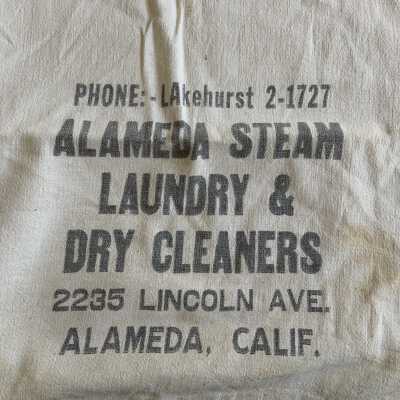 PHONE:- LAkehurst 2-1727
ALAMEDA STEAM
LAUNDRY &
DRY CLEANERS
2235 LINCOLN AVE.
ALAMEDA, CALIF.